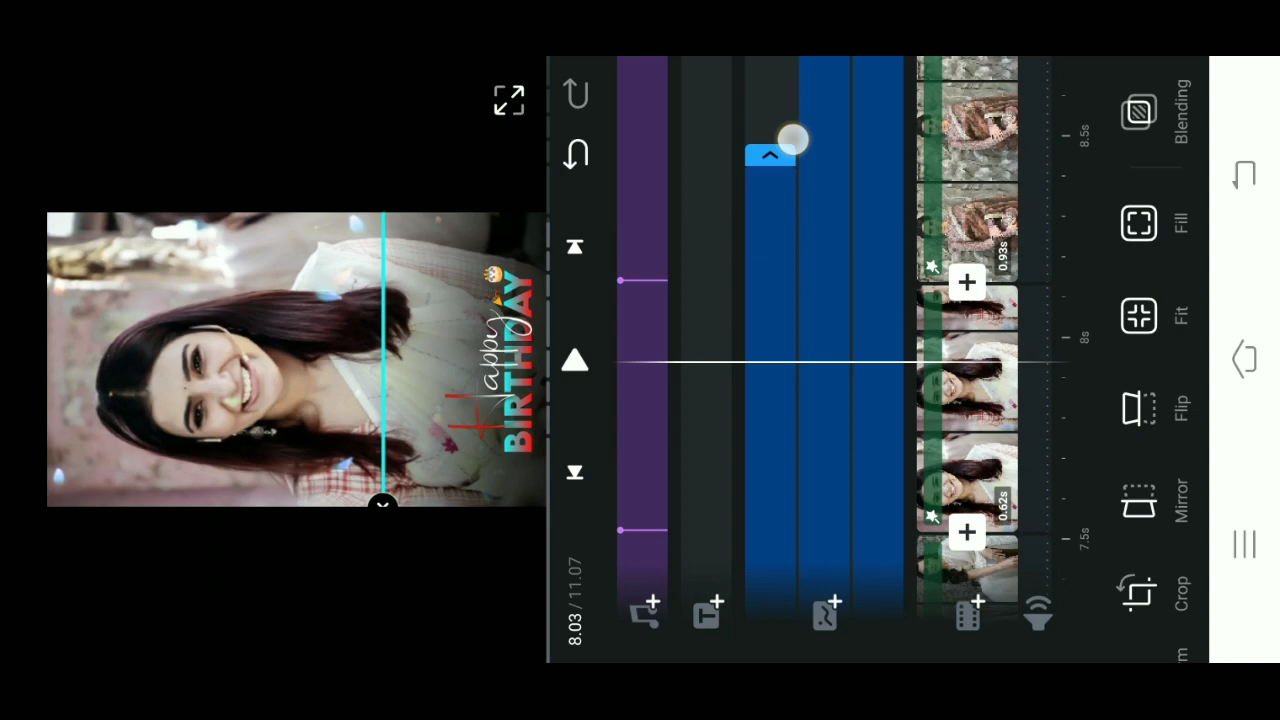 Happy
BIRTHDAY
8.03 / 11.07
T
0.62s
0.93s
7.5s
8s
8.5s
m
Crop
Mirror
Flip
Fit
Fill
Blending